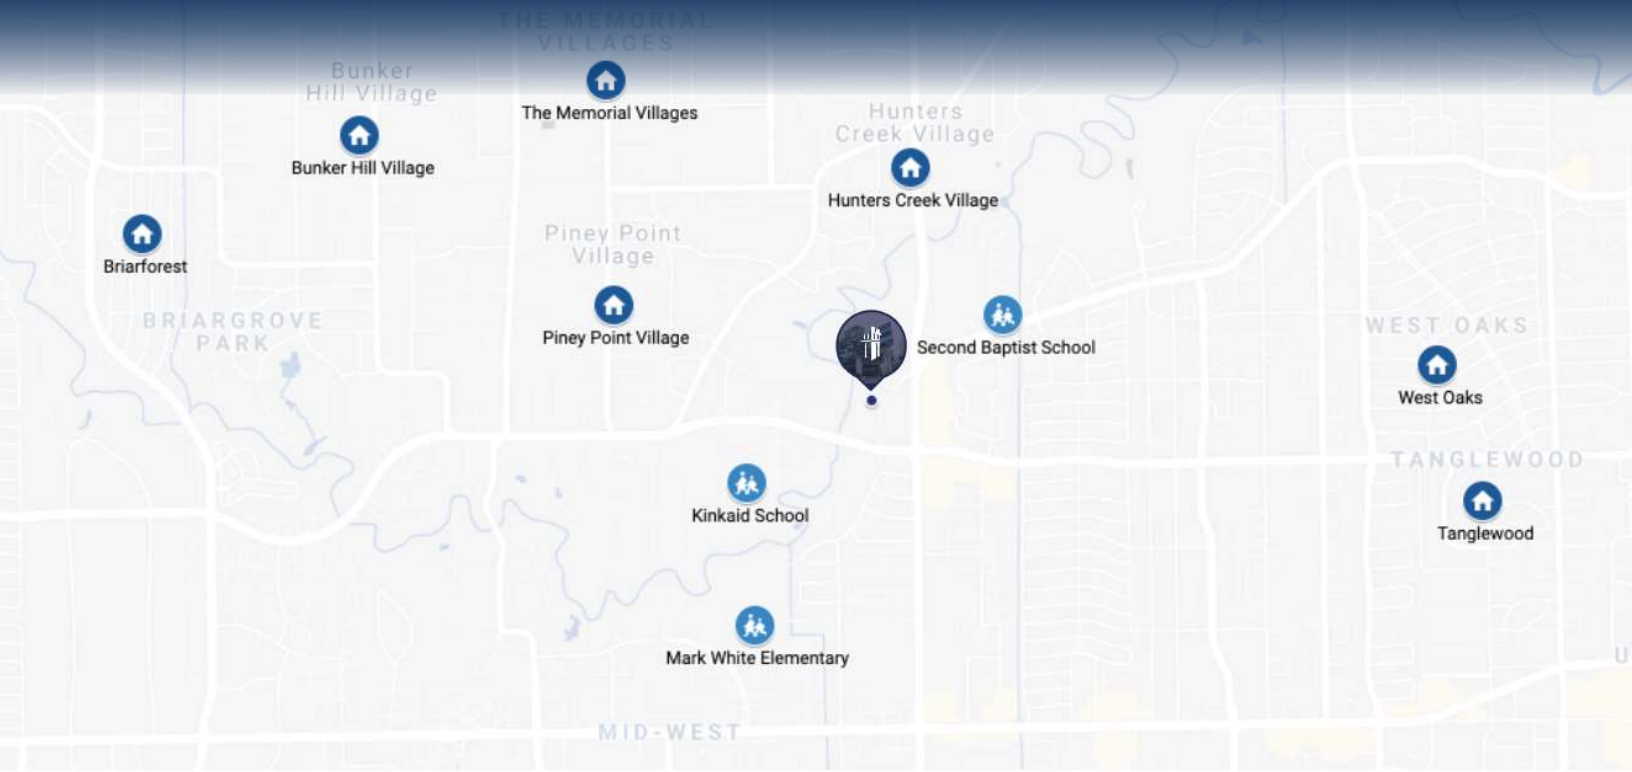 THE MEMORIAL
VILLAGES
Bunker
Hill Village
The Memorial Villages
Hunters
Creek Village
Bunker Hill Village
Hunters Creek Village
Piney Point
Village
Briarforest
BRIARGROVE
PARK
Piney Point Village
Second Baptist School
WEST OAKS
West Oaks
TANGLEWOOD
Kinkaid School
Tanglewood
Mark White Elementary
U
MID-WEST